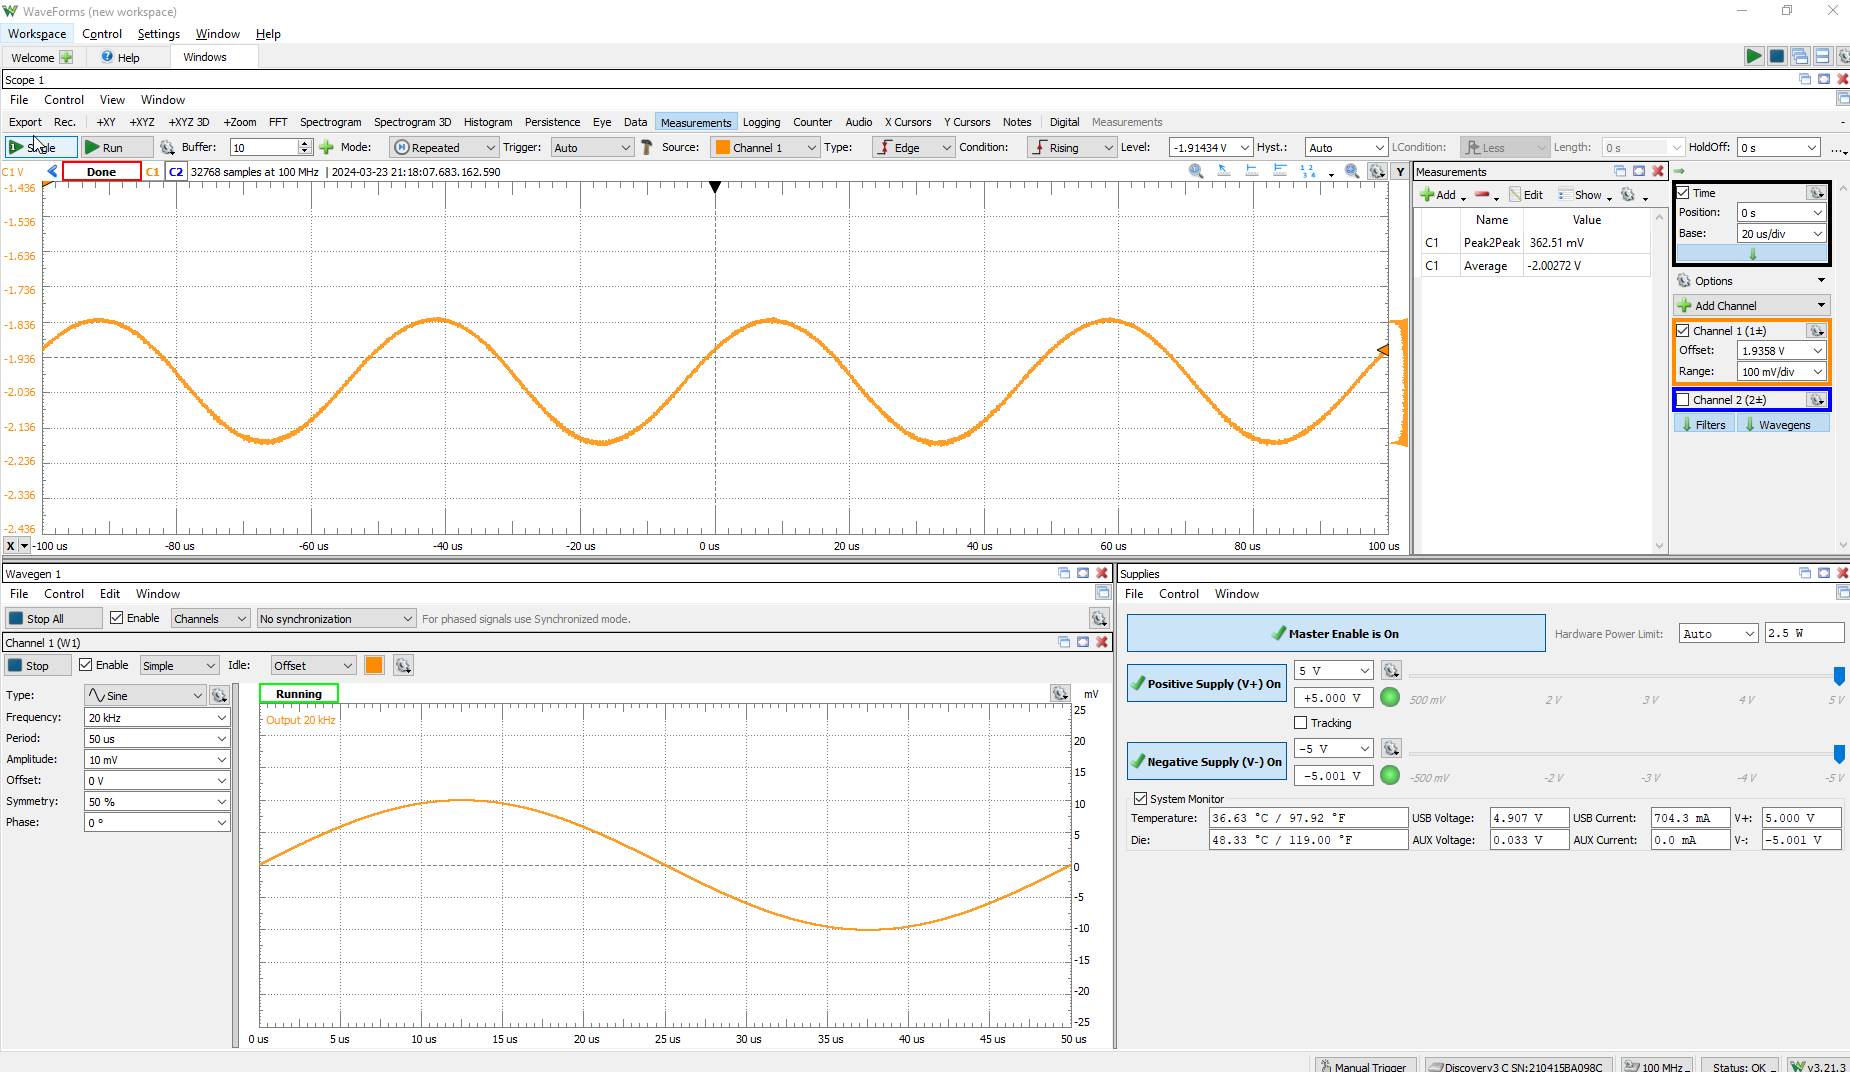 WaveForms (new workspace)
Workspace Control Settings Window Help
Welcome Help Windows
Scope 1
File Control View Window
Export Rec. +XY +XYZ +XYZ 3D +Zoom FFT Spectrogram Spectrogram 3D Histogram Persistence Eye Data Measurements Logging Counter Audio X Cursors Y Cursors Notes Digital Measurements
Run Buffer: 10 Mode: Repeated Trigger: Auto Source: Channel 1 Type: Edge Condition: Rising Level: -1.91434 V Hyst.: Auto LCondition: Less Length: 0 s HoldOff: 0 s ...
C1 V Done C1 C2 32768 samples at 100 MHz | 2024-03-23 21:18:07.683.162.590 Y
-1.436
-1.536
-1.636
-1.736
-1.836
-1.936
-2.036
-2.136
-2.236
-2.336
-2.436
X -100 us -80 us -60 us -40 us -20 us 0 us 20 us 40 us 60 us 80 us 100 us
Measurements
Add Edit Show
Name Value
C1 Peak2Peak 362.51 mV
C1 Average -2.00272 V
Time
Position: 0 s
Base: 20 us/div
Options
Add Channel
Channel 1 (1±)
Offset: 1.9358 V
Range: 100 mV/div
Channel 2 (2±)
Filters Wavegens
Wavegen 1
File Control Edit Window
Stop All Enable Channels No synchronization For phased signals use Synchronized mode.
Channel 1 (W1)
Stop Enable Simple Idle: Offset
Type: Sine
Frequency: 20 kHz
Period: 50 us
Amplitude: 10 mV
Offset: 0 V
Symmetry: 50 %
Phase: 0 °
Running mV
Output 20 kHz
25
20
15
10
5
0
-5
-10
-15
-20
-25
0 us 5 us 10 us 15 us 20 us 25 us 30 us 35 us 40 us 45 us 50 us
Supplies
File Control Window
Master Enable is On Hardware Power Limit: Auto 2.5 W
Positive Supply (V+) On 5 V
+5.000 V 500 mV 2 V 3 V 4 V 5 V
Tracking
Negative Supply (V-) On -5 V
-5.001 V -500 mV -2 V -3 V -4 V -5 V
System Monitor
Temperature: 36.63 °C / 97.92 °F USB Voltage: 4.907 V USB Current: 704.3 mA V+: 5.000 V
Die: 48.33 °C / 119.00 °F AUX Voltage: 0.033 V AUX Current: 0.0 mA V-: -5.001 V
Manual Trigger Discovery3 C SN:210415BA098C 100 MHz Status: OK v3.21.3